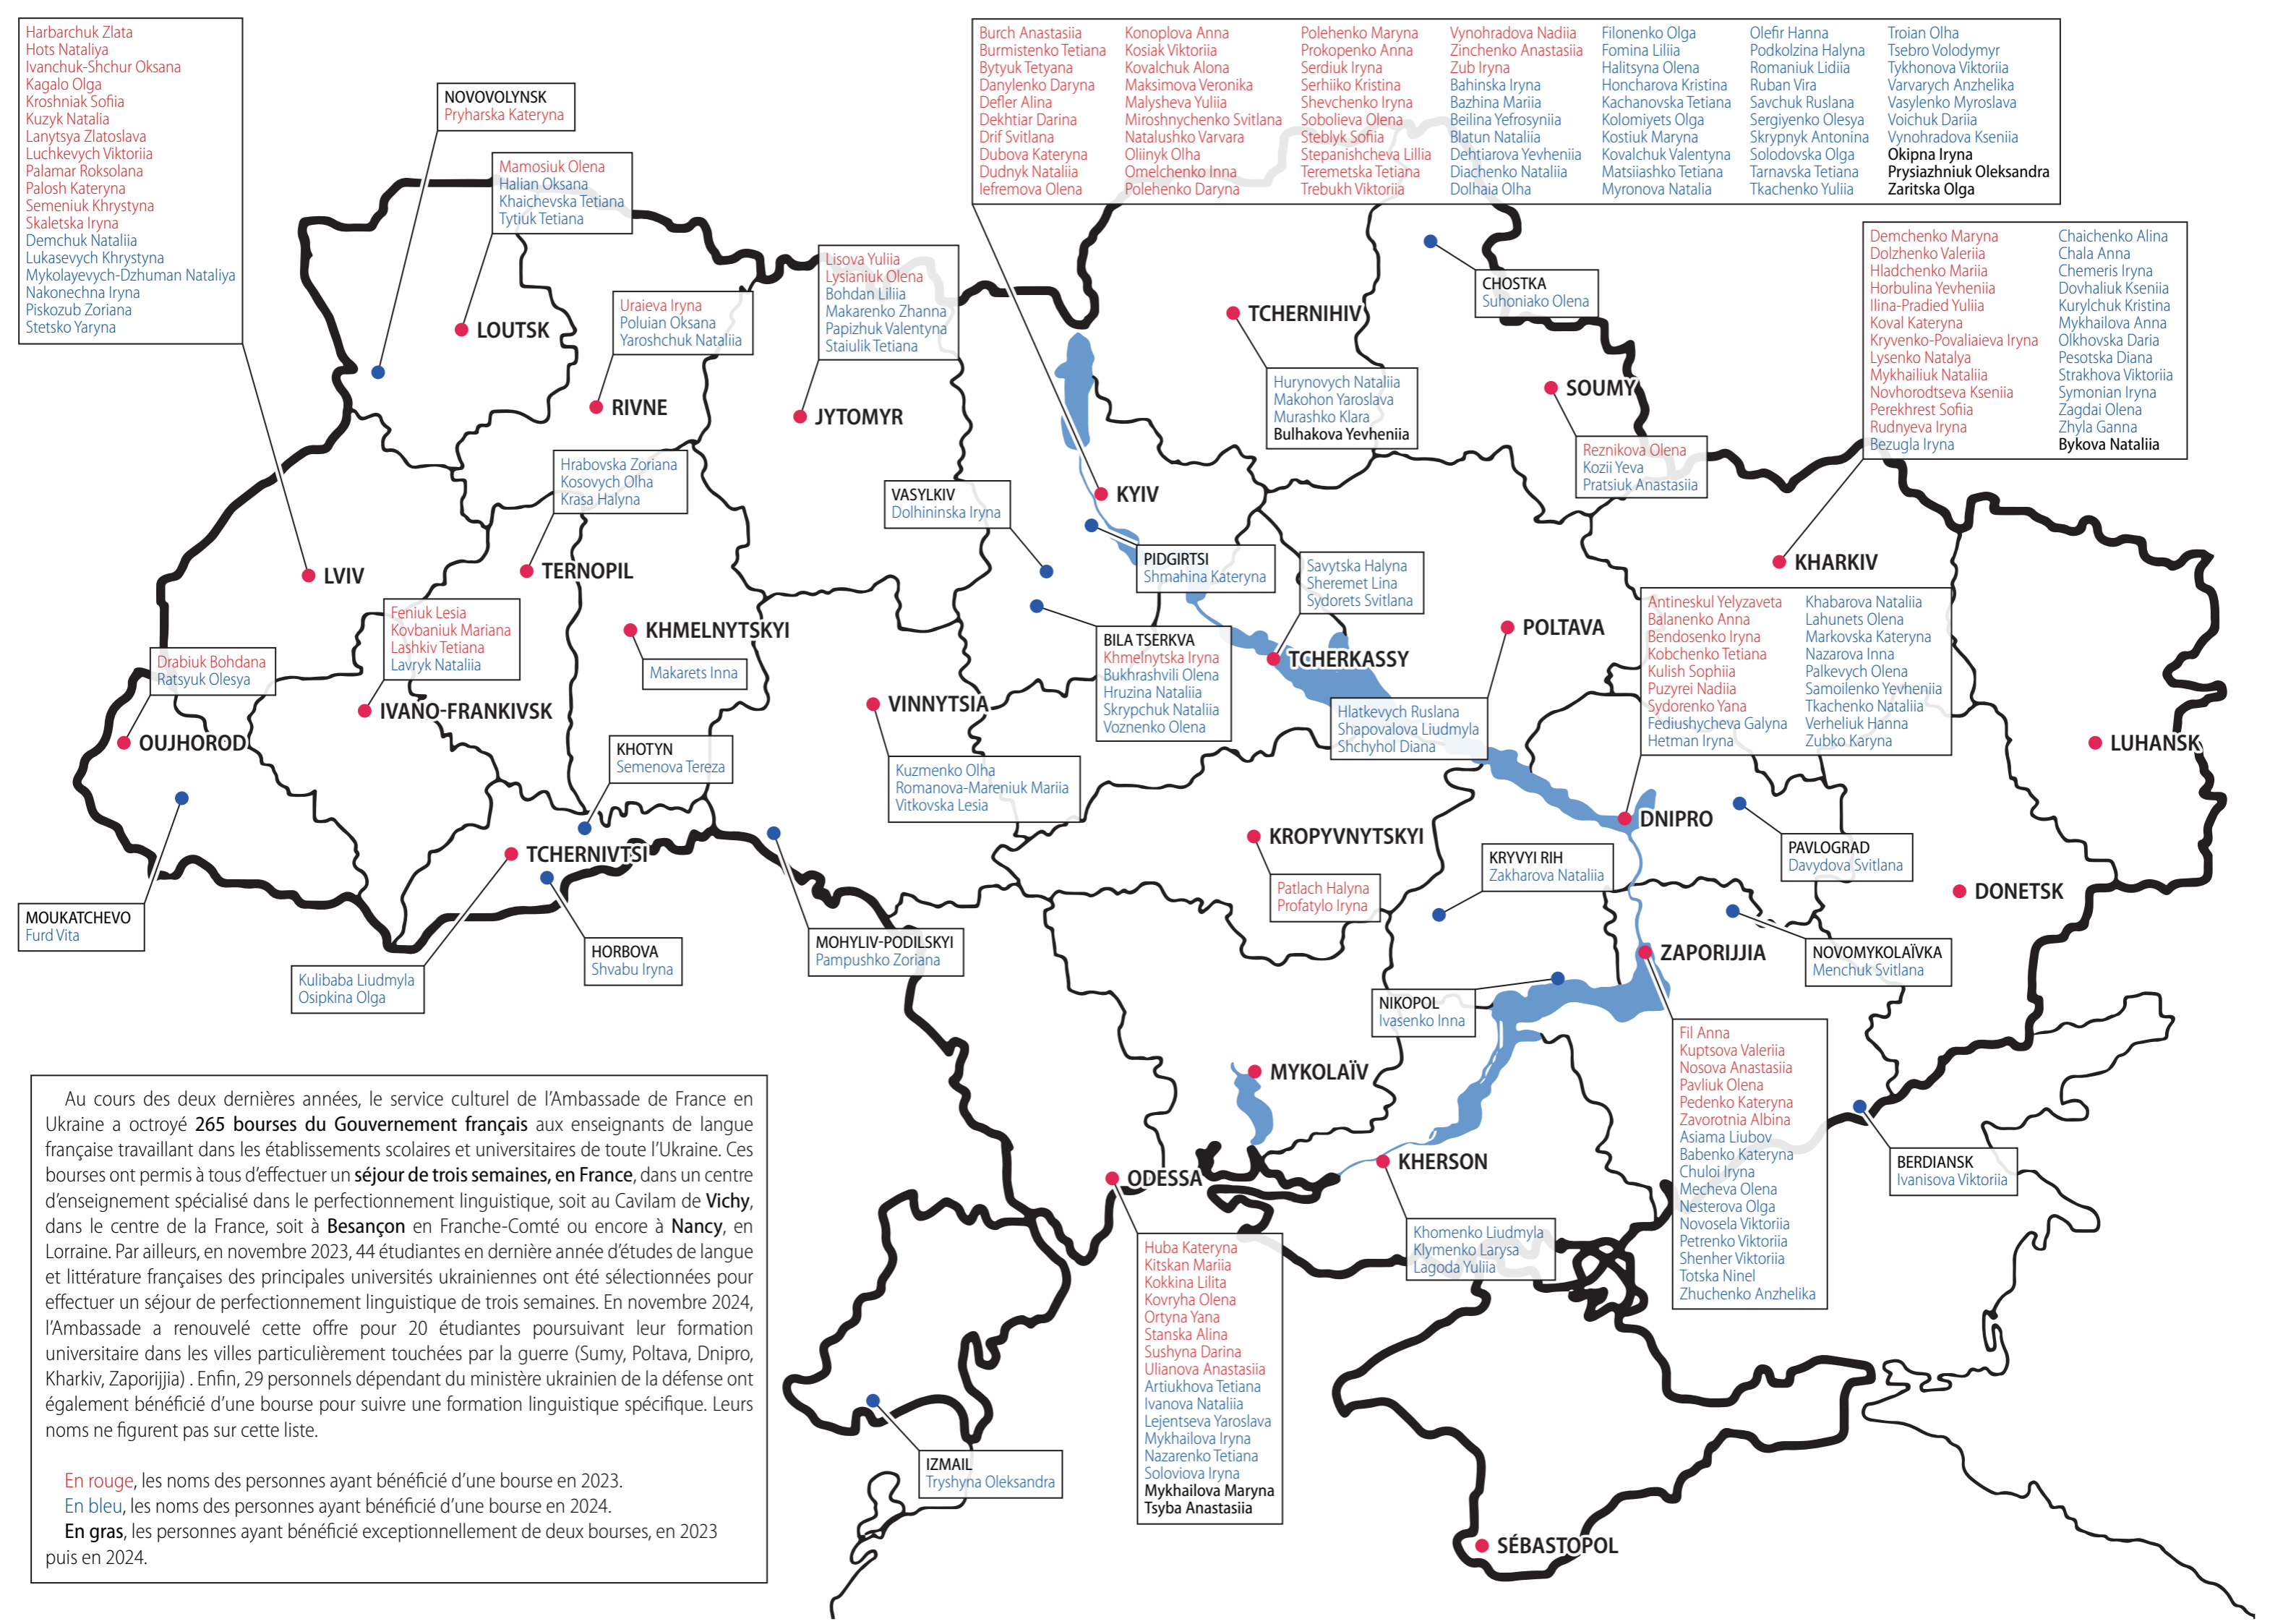 Harbarchuk Zlata
Hots Nataliya
Ivanchuk-Shchur Oksana
Kagalo Olga
Kroshniak Sofiia
Kuzyk Natalia
Lanytsya Zlatoslava
Luchkevych Viktoriia
Palamar Roksolana
Palosh Kateryna
Semeniuk Khrystyna
Skaletska Iryna
Demchuk Nataliia
Lukasevych Khrystyna
Mykolayevych-Dzhuman Nataliya
Nakonechna Iryna
Piskozub Zoriana
Stetsko Yaryna
NOVOVOLYNSK
Pryharska Kateryna
Mamosiuk Olena
Halian Oksana
Khaichevska Tetiana
Tytiuk Tetiana
Uraieva Iryna
Poluian Oksana
Yaroshchuk Nataliia
Lisova Yuliia
Lysianiuk Olena
Bohdan Liliia
Makarenko Zhanna
Papizhuk Valentyna
Staiulik Tetiana
Burch Anastasiia
Burmistenko Tetiana
Bytyuk Tetyana
Danylenko Daryna
Defler Alina
Dekhtiar Darina
Drif Svitlana
Dubova Kateryna
Dudnyk Nataliia
Iefremova Olena
Konoplova Anna
Kosiak Viktoriia
Kovalchuk Alona
Maksimova Veronika
Malysheva Yuliia
Miroshnychenko Svitlana
Natalushko Varvara
Oliinyk Olha
Omelchenko Inna
Polehenko Daryna
Polehenko Maryna
Prokopenko Anna
Serdiuk Iryna
Serhiiko Kristina
Shevchenko Iryna
Sobolieva Olena
Steblyk Sofiia
Stepanishcheva Lillia
Teremetska Tetiana
Trebukh Viktoriia
Vynohradova Nadiia
Zinchenko Anastasiia
Zub Iryna
Bahinska Iryna
Bazhina Mariia
Beilina Yefrosyniia
Blatun Nataliia
Dehtiarova Yevheniia
Diachenko Nataliia
Dolhaia Olha
Filonenko Olga
Fomina Liliia
Halitsyna Olena
Honcharova Kristina
Kachanovska Tetiana
Kolomiyets Olga
Kostiuk Maryna
Kovalchuk Valentyna
Matsiiashko Tetiana
Myronova Natalia
Olefir Hanna
Podkolzina Halyna
Romaniuk Lidiia
Ruban Vira
Savchuk Ruslana
Sergiyenko Olesya
Skrypnyk Antonina
Solodovska Olga
Tarnavska Tetiana
Tkachenko Yuliia
Troian Olha
Tsebro Volodymyr
Tykhonova Viktoriia
Varvarych Anzhelika
Vasylenko Myroslava
Voichuk Dariia
Vynohradova Kseniia
Okipna Iryna
Prysiazhniuk Oleksandra
Zaritska Olga
CHOSTKA
Suhoniako Olena
Demchenko Maryna
Dolzhenko Valeriia
Hladchenko Mariia
Horbulina Yevheniia
Ilina-Pradied Yuliia
Koval Kateryna
Kryvenko-Povaliaieva Iryna
Lysenko Natalya
Mykhailiuk Nataliia
Novhorodtseva Kseniia
Perekhrest Sofiia
Rudnyeva Iryna
Bezugla Iryna
Chaichenko Alina
Chala Anna
Chemeris Iryna
Dovhaliuk Kseniia
Kurylchuk Kristina
Mykhailova Anna
Olkhovska Daria
Pesotska Diana
Strakhova Viktoriia
Symonian Iryna
Zagdai Olena
Zhyla Ganna
Bykova Nataliia
LOUTSK
RIVNE
JYTOMYR
TCHERNIHIV
Hurynovych Nataliia
Makohon Yaroslava
Murashko Klara
Bulhakova Yevheniia
SOUMY
Reznikova Olena
Kozii Yeva
Pratsiuk Anastasiia
Hrabovska Zoriana
Kosovych Olha
Krasa Halyna
VASYLKIV
Dolhininska Iryna
KYIV
PIDGIRTSI
Shmahina Kateryna
Savytska Halyna
Sheremet Lina
Sydorets Svitlana
KHARKIV
LVIV
TERNOPIL
Feniuk Lesia
Kovbaniuk Mariana
Lashkiv Tetiana
Lavryk Nataliia
KHMELNYTSKYI
Makarets Inna
BILA TSERKVA
Khmelnytska Iryna
Bukhrashvili Olena
Hruzina Nataliia
Skrypchuk Nataliia
Voznenko Olena
TCHERKASSY
POLTAVA
Hlatkevych Ruslana
Shapovalova Liudmyla
Shchyhol Diana
Antineskul Yelyzaveta
Balanenko Anna
Bendosenko Iryna
Kobchenko Tetiana
Kulish Sophiia
Puzyrei Nadiia
Sydorenko Yana
Fediushycheva Galyna
Hetman Iryna
Khabarova Nataliia
Lahunets Olena
Markovska Kateryna
Nazarova Inna
Palkevych Olena
Samoilenko Yevheniia
Tkachenko Nataliia
Verheliuk Hanna
Zubko Karyna
Drabiuk Bohdana
Ratsyuk Olesya
OUJHOROD
IVANO-FRANKIVSK
VINNYTSIA
Kuzmenko Olha
Romanova-Mareniuk Mariia
Vitkovska Lesia
LUHANSK
KHOTYN
Semenova Tereza
TCHERNIVTSI
KROPYVNYTSKYI
Patlach Halyna
Profatylo Iryna
DNIPRO
KRYVYI RIH
Zakharova Nataliia
PAVLOGRAD
Davydova Svitlana
DONETSK
MOUKATCHEVO
Furd Vita
HORBOVA
Shvabu Iryna
MOHYLIV-PODILSKYI
Pampushko Zoriana
Kulibaba Liudmyla
Osipkina Olga
ZAPORIJJIA
NOVOMYKOLAÏVKA
Menchuk Svitlana
NIKOPOL
Ivasenko Inna
Fil Anna
Kuptsova Valeriia
Nosova Anastasiia
Pavliuk Olena
Pedenko Kateryna
Zavorotnia Albina
Asiama Liubov
Babenko Kateryna
Chuloi Iryna
Mecheva Olena
Nesterova Olga
Novosela Viktoriia
Petrenko Viktoriia
Shenher Viktoriia
Totska Ninel
Zhuchenko Anzhelika
MYKOLAÏV
KHERSON
Khomenko Liudmyla
Klymenko Larysa
Lagoda Yuliia
BERDIANSK
Ivanisova Viktoriia
ODESSA
Huba Kateryna
Kitskan Mariia
Kokkina Lilita
Kovryha Olena
Ortyna Yana
Stanska Alina
Sushyna Darina
Ulianova Anastasiia
Artiukhova Tetiana
Ivanova Nataliia
Lejentseva Yaroslava
Mykhailova Iryna
Nazarenko Tetiana
Soloviova Iryna
Mykhailova Maryna
Tsyba Anastasiia
IZMAIL
Tryshyna Oleksandra
SÉBASTOPOL
Au cours des deux dernières années, le service culturel de l'Ambassade de France en
Ukraine a octroyé 265 bourses du Gouvernement français aux enseignants de langue
française travaillant dans les établissements scolaires et universitaires de toute l'Ukraine. Ces
bourses ont permis à tous d'effectuer un séjour de trois semaines, en France, dans un centre
d'enseignement spécialisé dans le perfectionnement linguistique, soit au Cavilam de Vichy,
dans le centre de la France, soit à Besançon en Franche-Comté ou encore à Nancy, en
Lorraine. Par ailleurs, en novembre 2023, 44 étudiantes en dernière année d'études de langue
et littérature françaises des principales universités ukrainiennes ont été sélectionnées pour
effectuer un séjour de perfectionnement linguistique de trois semaines. En novembre 2024,
l'Ambassade a renouvelé cette offre pour 20 étudiantes poursuivant leur formation
universitaire dans les villes particulièrement touchées par la guerre (Sumy, Poltava, Dnipro,
Kharkiv, Zaporijjia) . Enfin, 29 personnels dépendant du ministère ukrainien de la défense ont
également bénéficié d'une bourse pour suivre une formation linguistique spécifique. Leurs
noms ne figurent pas sur cette liste.
En rouge, les noms des personnes ayant bénéficié d'une bourse en 2023.
En bleu, les noms des personnes ayant bénéficié d'une bourse en 2024.
En gras, les personnes ayant bénéficié exceptionnellement de deux bourses, en 2023
puis en 2024.